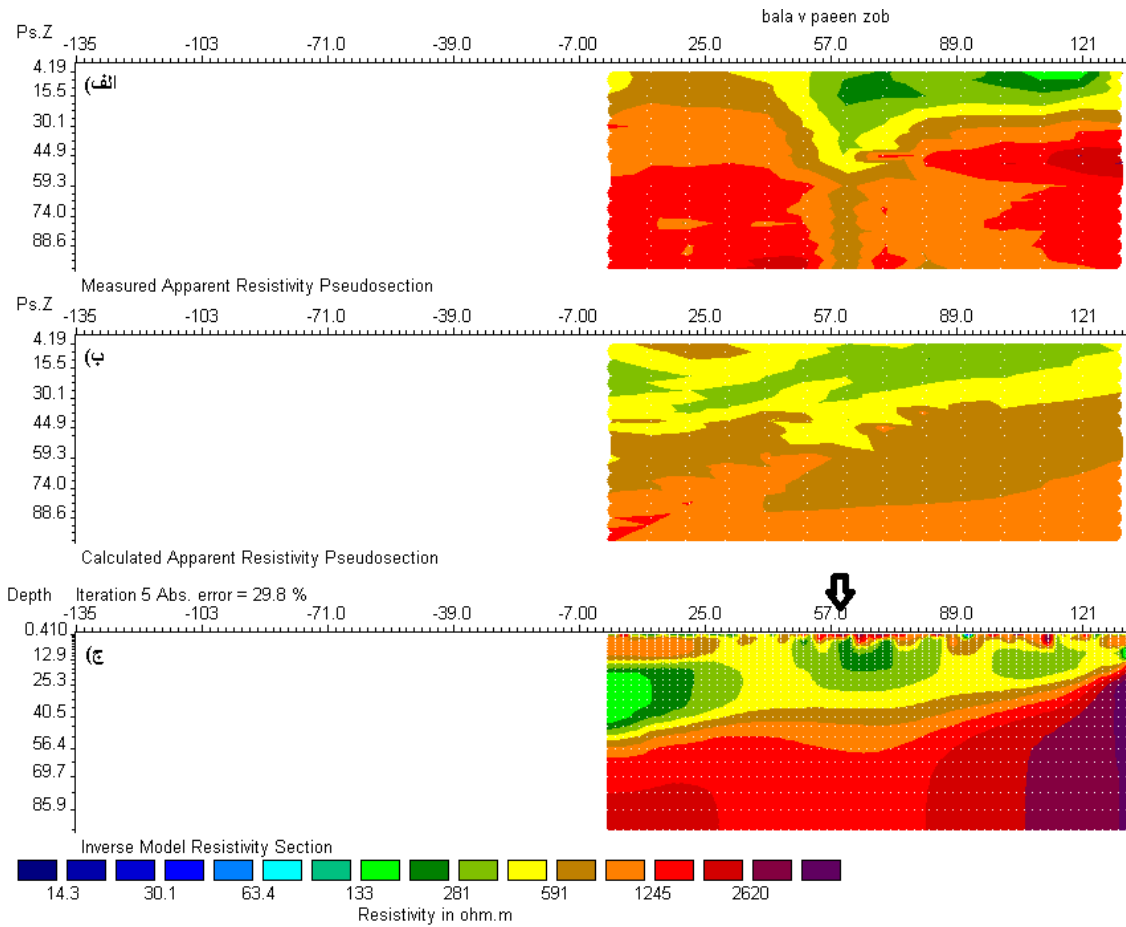 bala v paeen zob
Ps.Z
-135 -103 -71.0 -39.0 -7.00 25.0 57.0 89.0 121
4.19
15.5
30.1
44.9
59.3
74.0
88.6
الف)
Measured Apparent Resistivity Pseudosection
Ps.Z
-135 -103 -71.0 -39.0 -7.00 25.0 57.0 89.0 121
4.19
15.5
30.1
44.9
59.3
74.0
88.6
ب)
Calculated Apparent Resistivity Pseudosection
Depth Iteration 5 Abs. error = 29.8 %
-135 -103 -71.0 -39.0 -7.00 25.0 57.0 89.0 121
0.410
12.9
25.3
40.5
56.4
69.7
85.9
ج)
Inverse Model Resistivity Section
14.3 30.1 63.4 133 281 591 1245 2620
Resistivity in ohm.m